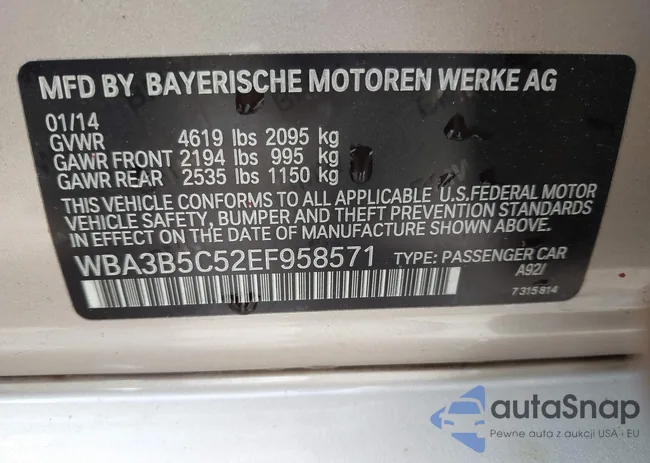 MFD BY BAYERISCHE MOTOREN WERKE AG
01/14
GVWR 4619 lbs 2095 kg
GAWR FRONT 2194 lbs 995 kg
GAWR REAR 2535 lbs 1150 kg
THIS VEHICLE CONFORMS TO ALL APPLICABLE U.S.FEDERAL MOTOR
VEHICLE SAFETY, BUMPER AND THEFT PREVENTION STANDARDS
IN EFFECT ON THE DATE OF MANUFACTURE SHOWN ABOVE.
WBA3B5C52EF958571 TYPE: PASSENGER CAR
A92/
7315814
autaSnap
Pewne auta z aukcji USA i EU